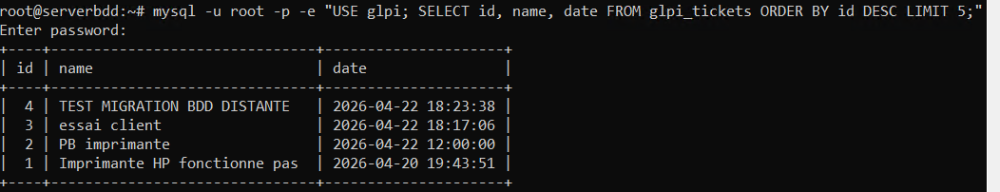 root@serverbdd:~# mysql -u root -p -e "USE glpi; SELECT id, name, date FROM glpi_tickets ORDER BY id DESC LIMIT 5;"
Enter password:
+----+------------------------------+---------------------+
| id | name                         | date                |
+----+------------------------------+---------------------+
|  4 | TEST MIGRATION BDD DISTANTE  | 2026-04-22 18:23:38 |
|  3 | essai client                 | 2026-04-22 18:17:06 |
|  2 | PB imprimante                | 2026-04-22 12:00:00 |
|  1 | Imprimante HP fonctionne pas | 2026-04-20 19:43:51 |
+----+------------------------------+---------------------+